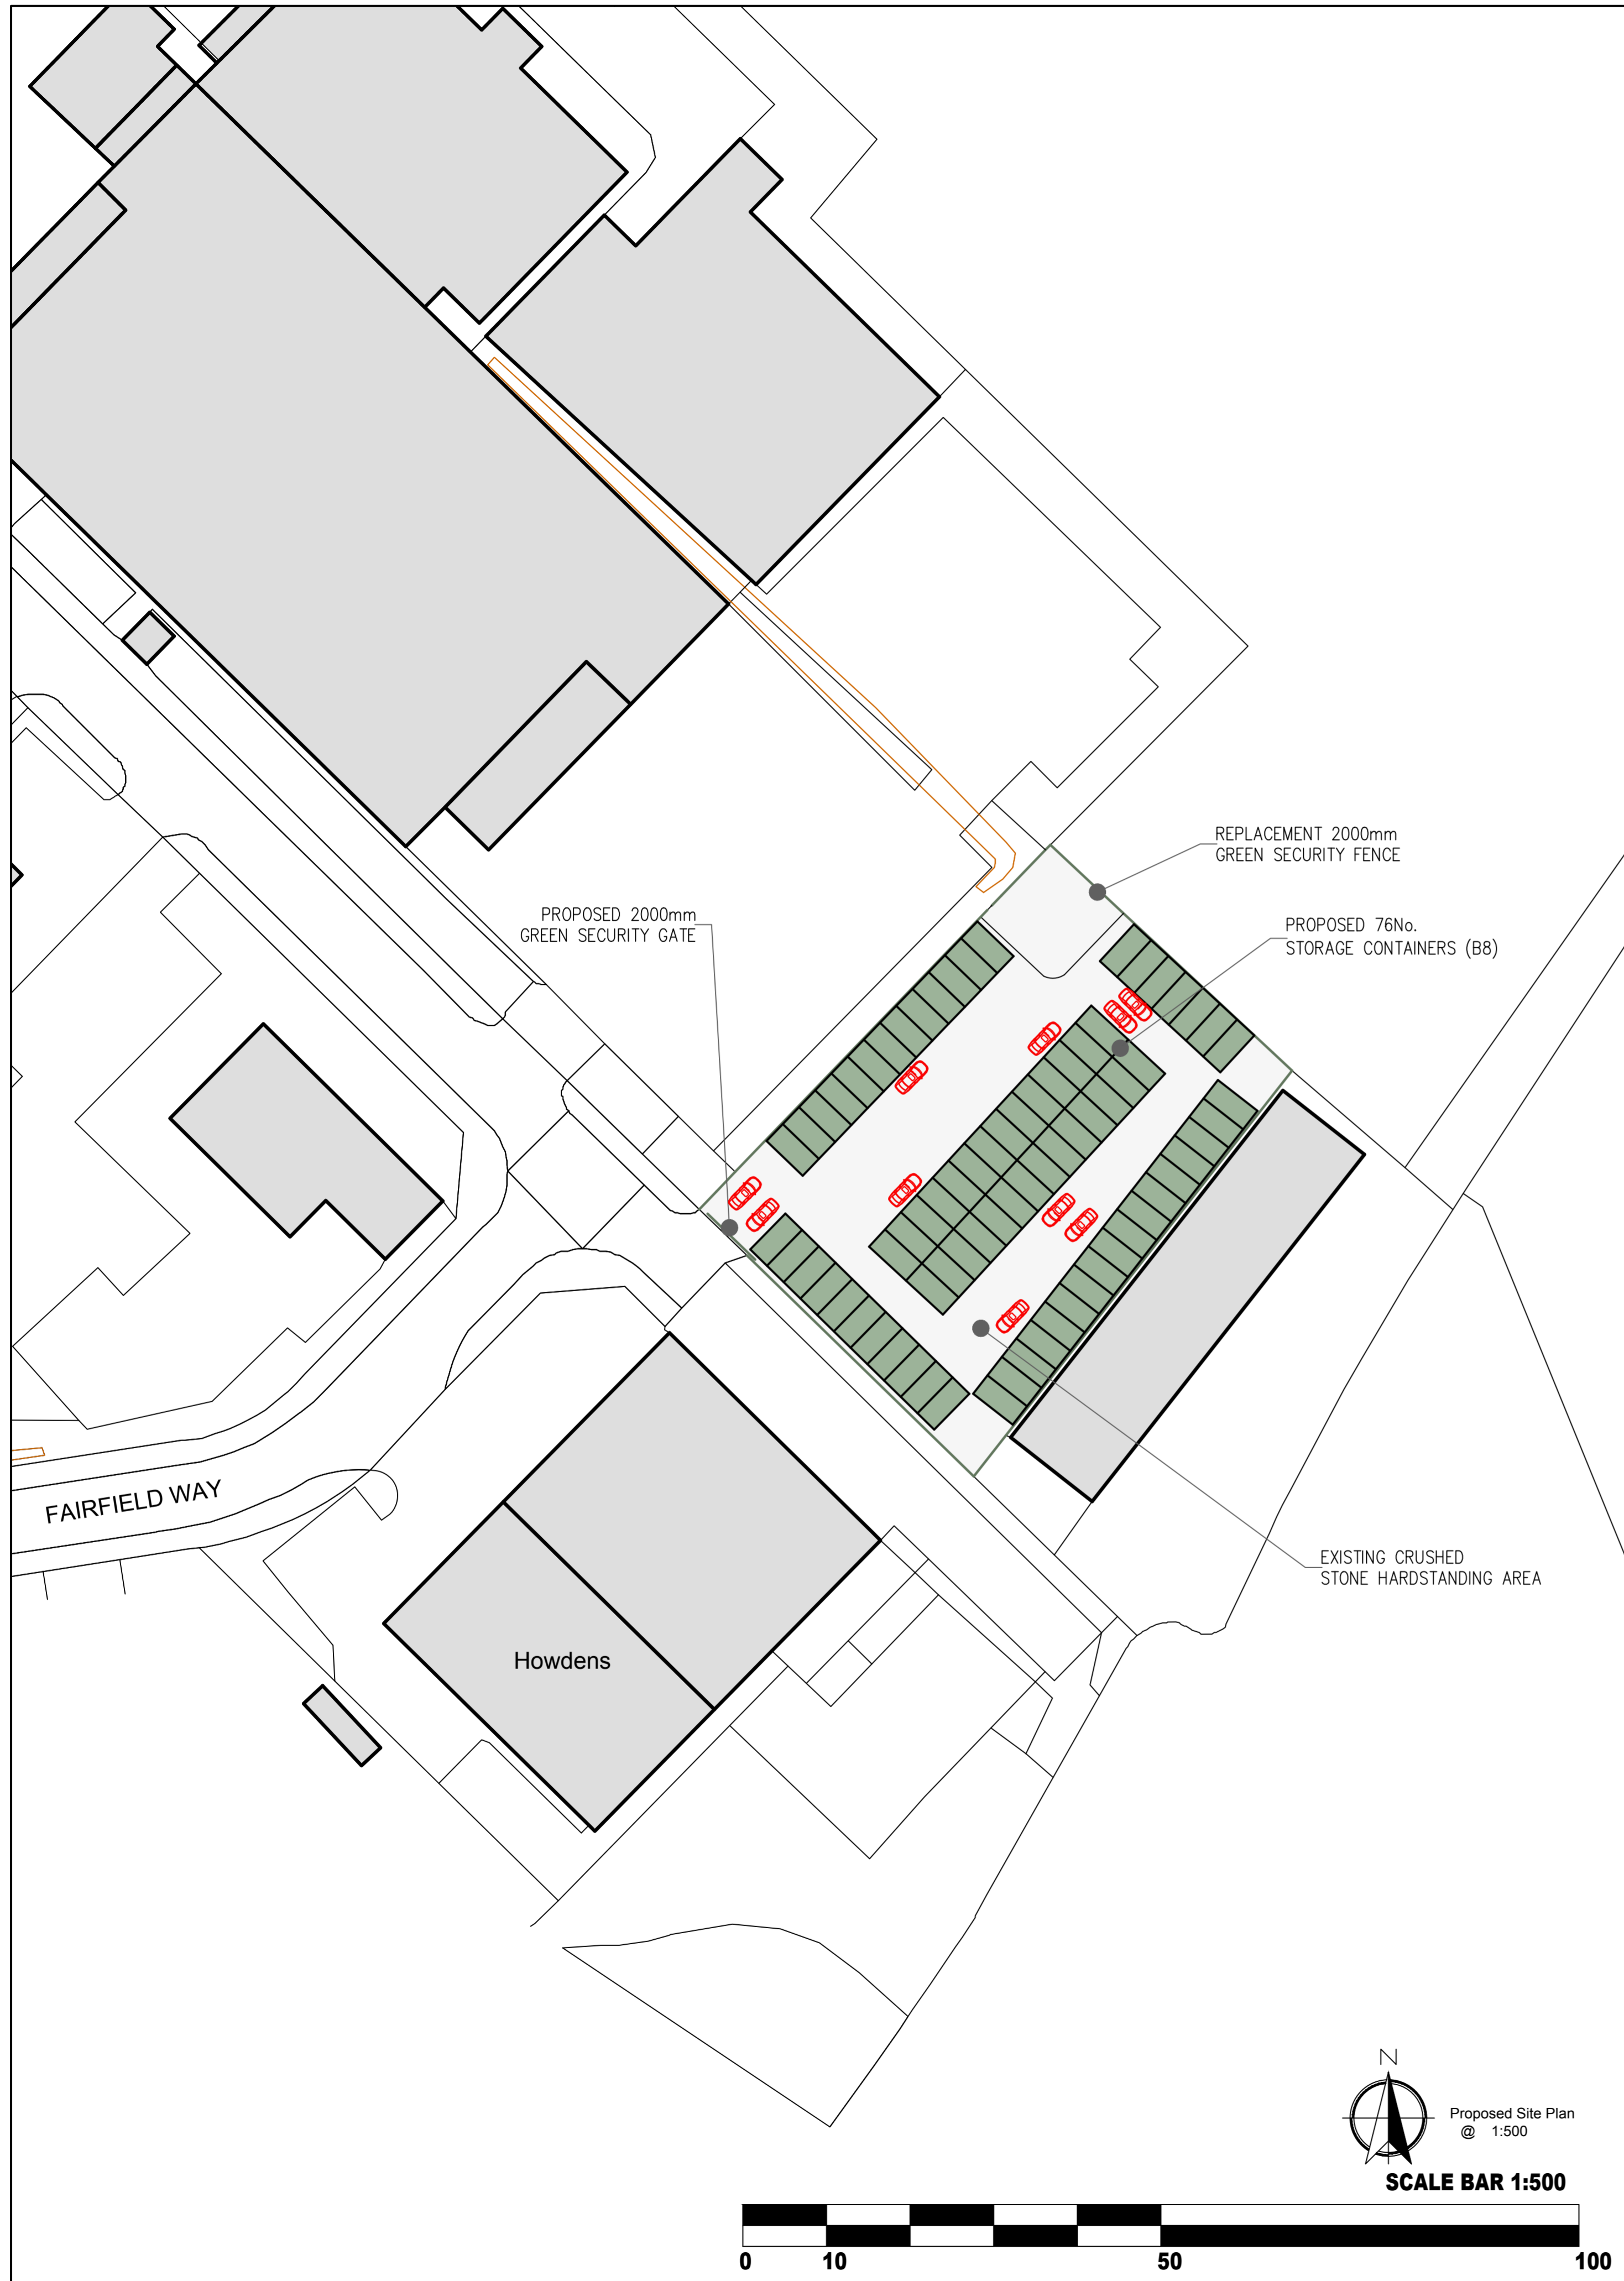 REPLACEMENT 2000mm
GREEN SECURITY FENCE
PROPOSED 2000mm
GREEN SECURITY GATE
PROPOSED 76No.
STORAGE CONTAINERS (B8)
FAIRFIELD WAY
EXISTING CRUSHED
STONE HARDSTANDING AREA
Howdens
N
Proposed Site Plan
@ 1:500
SCALE BAR 1:500
0 10 50 100